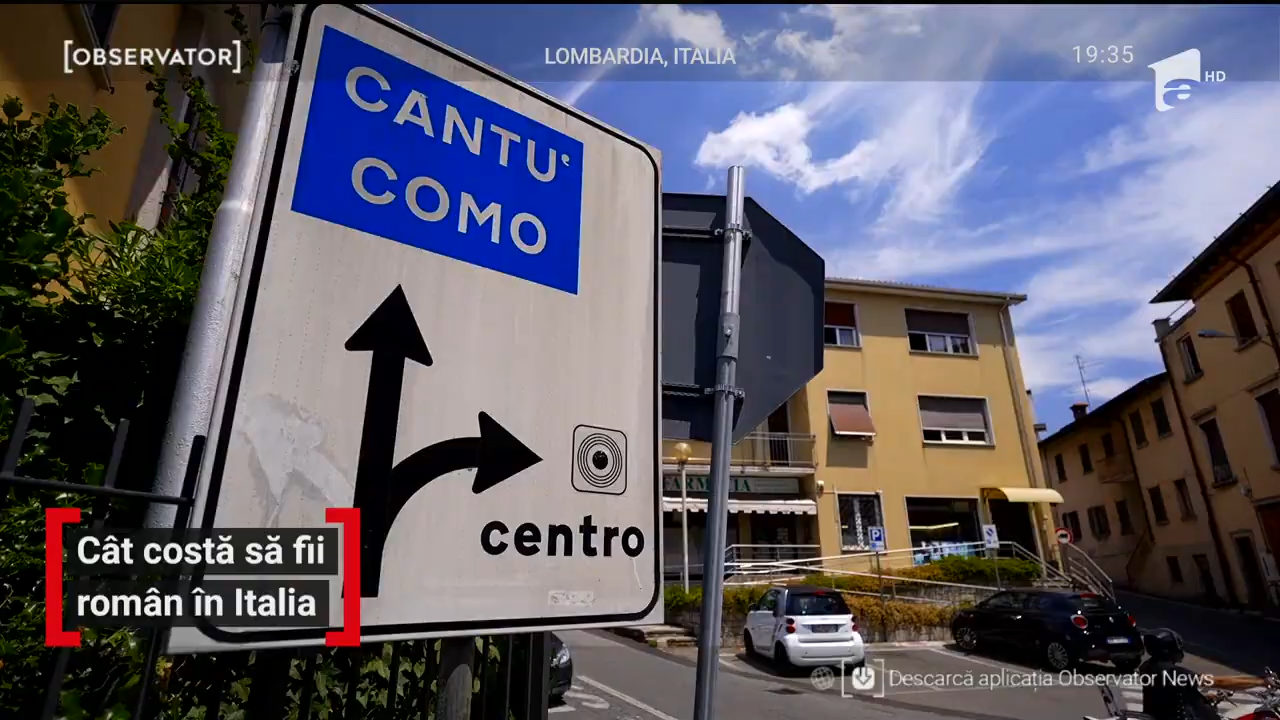 [OBSERVATOR]
LOMBARDIA, ITALIA
19:35
HD
CANTU'
COMO
centro
FARMACIA
P
Cât costă să fii
român în Italia
Descarcă aplicația Observator News